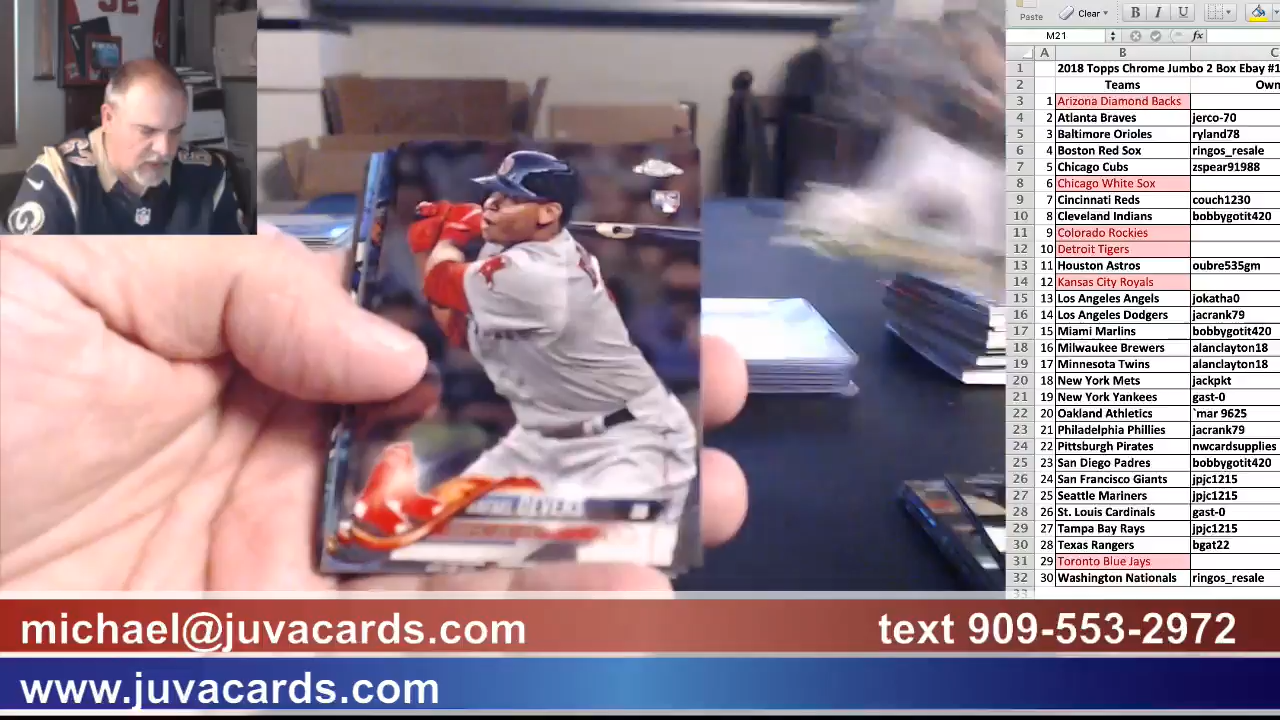 Paste
Clear
B I U
M21
fx
A B C
1 2018 Topps Chrome Jumbo 2 Box Ebay #1
2 Teams Own
3 1 Arizona Diamond Backs
4 2 Atlanta Braves jerco-70
5 3 Baltimore Orioles ryland78
6 4 Boston Red Sox ringos_resale
7 5 Chicago Cubs zspear91988
8 6 Chicago White Sox
9 7 Cincinnati Reds couch1230
10 8 Cleveland Indians bobbygotit420
11 9 Colorado Rockies
12 10 Detroit Tigers
13 11 Houston Astros oubre535gm
14 12 Kansas City Royals
15 13 Los Angeles Angels jokatha0
16 14 Los Angeles Dodgers jacrank79
17 15 Miami Marlins bobbygotit420
18 16 Milwaukee Brewers alanclayton18
19 17 Minnesota Twins alanclayton18
20 18 New York Mets jackpkt
21 19 New York Yankees gast-0
22 20 Oakland Athletics `mar 9625
23 21 Philadelphia Phillies jacrank79
24 22 Pittsburgh Pirates nwcardsupplies
25 23 San Diego Padres bobbygotit420
26 24 San Francisco Giants jpjc1215
27 25 Seattle Mariners jpjc1215
28 26 St. Louis Cardinals gast-0
29 27 Tampa Bay Rays jpjc1215
30 28 Texas Rangers bgat22
31 29 Toronto Blue Jays
32 30 Washington Nationals ringos_resale
33
michael@juvacards.com
text 909-553-2972
www.juvacards.com